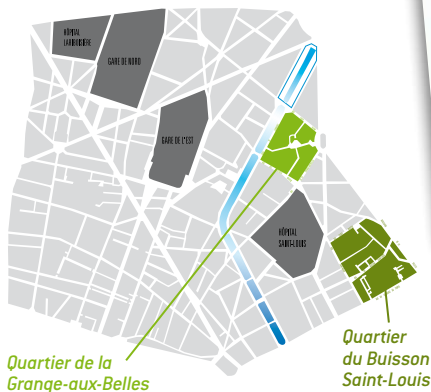 HÔPITAL
LARIBOISIÈRE
GARE DE NORD
GARE DE L'EST
HÔPITAL
SAINT-LOUIS
Quartier de la
Grange-aux-Belles
Quartier
du Buisson
Saint-Louis